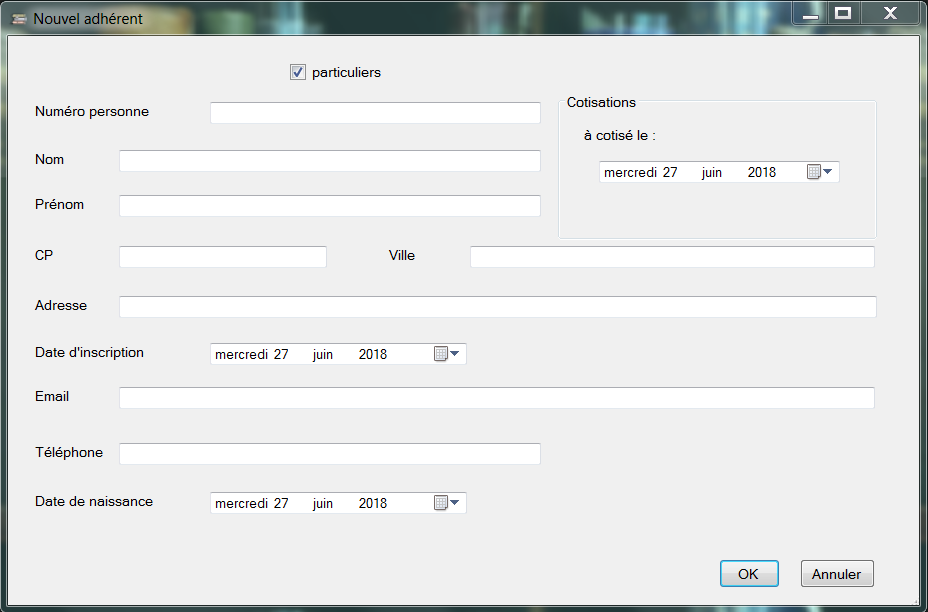 Nouvel adhérent
particuliers
Numéro personne
Cotisations
à cotisé le :
mercredi 27 juin 2018
Nom
Prénom
CP
Ville
Adresse
Date d'inscription
mercredi 27 juin 2018
Email
Téléphone
Date de naissance
mercredi 27 juin 2018
OK
Annuler